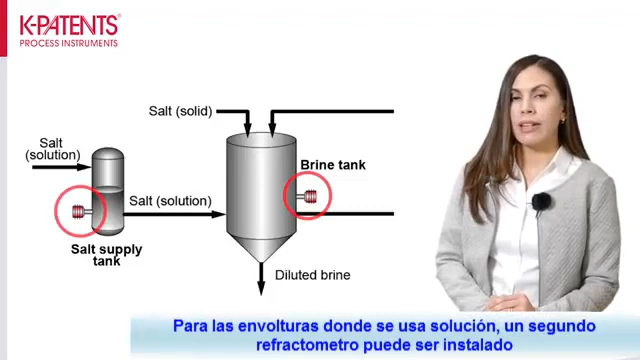 K-PATENTS
PROCESS INSTRUMENTS
Salt (solid)
Salt
(solution)
Brine tank
Salt (solution)
Salt supply
tank
Diluted brine
Para las envolturas donde se usa solución, un segundo
refractometro puede ser instalado